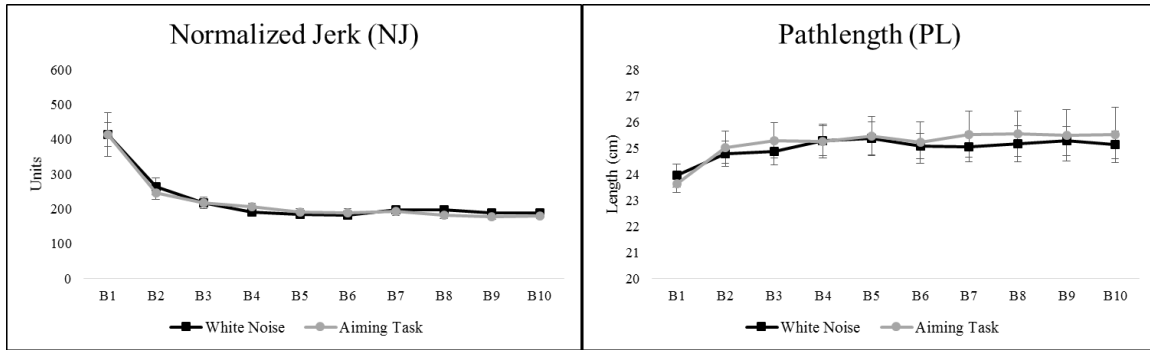 Normalized Jerk (NJ)
600
500
400
300
200
100
0
Units
B1 B2 B3 B4 B5 B6 B7 B8 B9 B10
White Noise Aiming Task
Pathlength (PL)
28
27
26
25
24
23
22
21
20
Length (cm)
B1 B2 B3 B4 B5 B6 B7 B8 B9 B10
White Noise Aiming Task